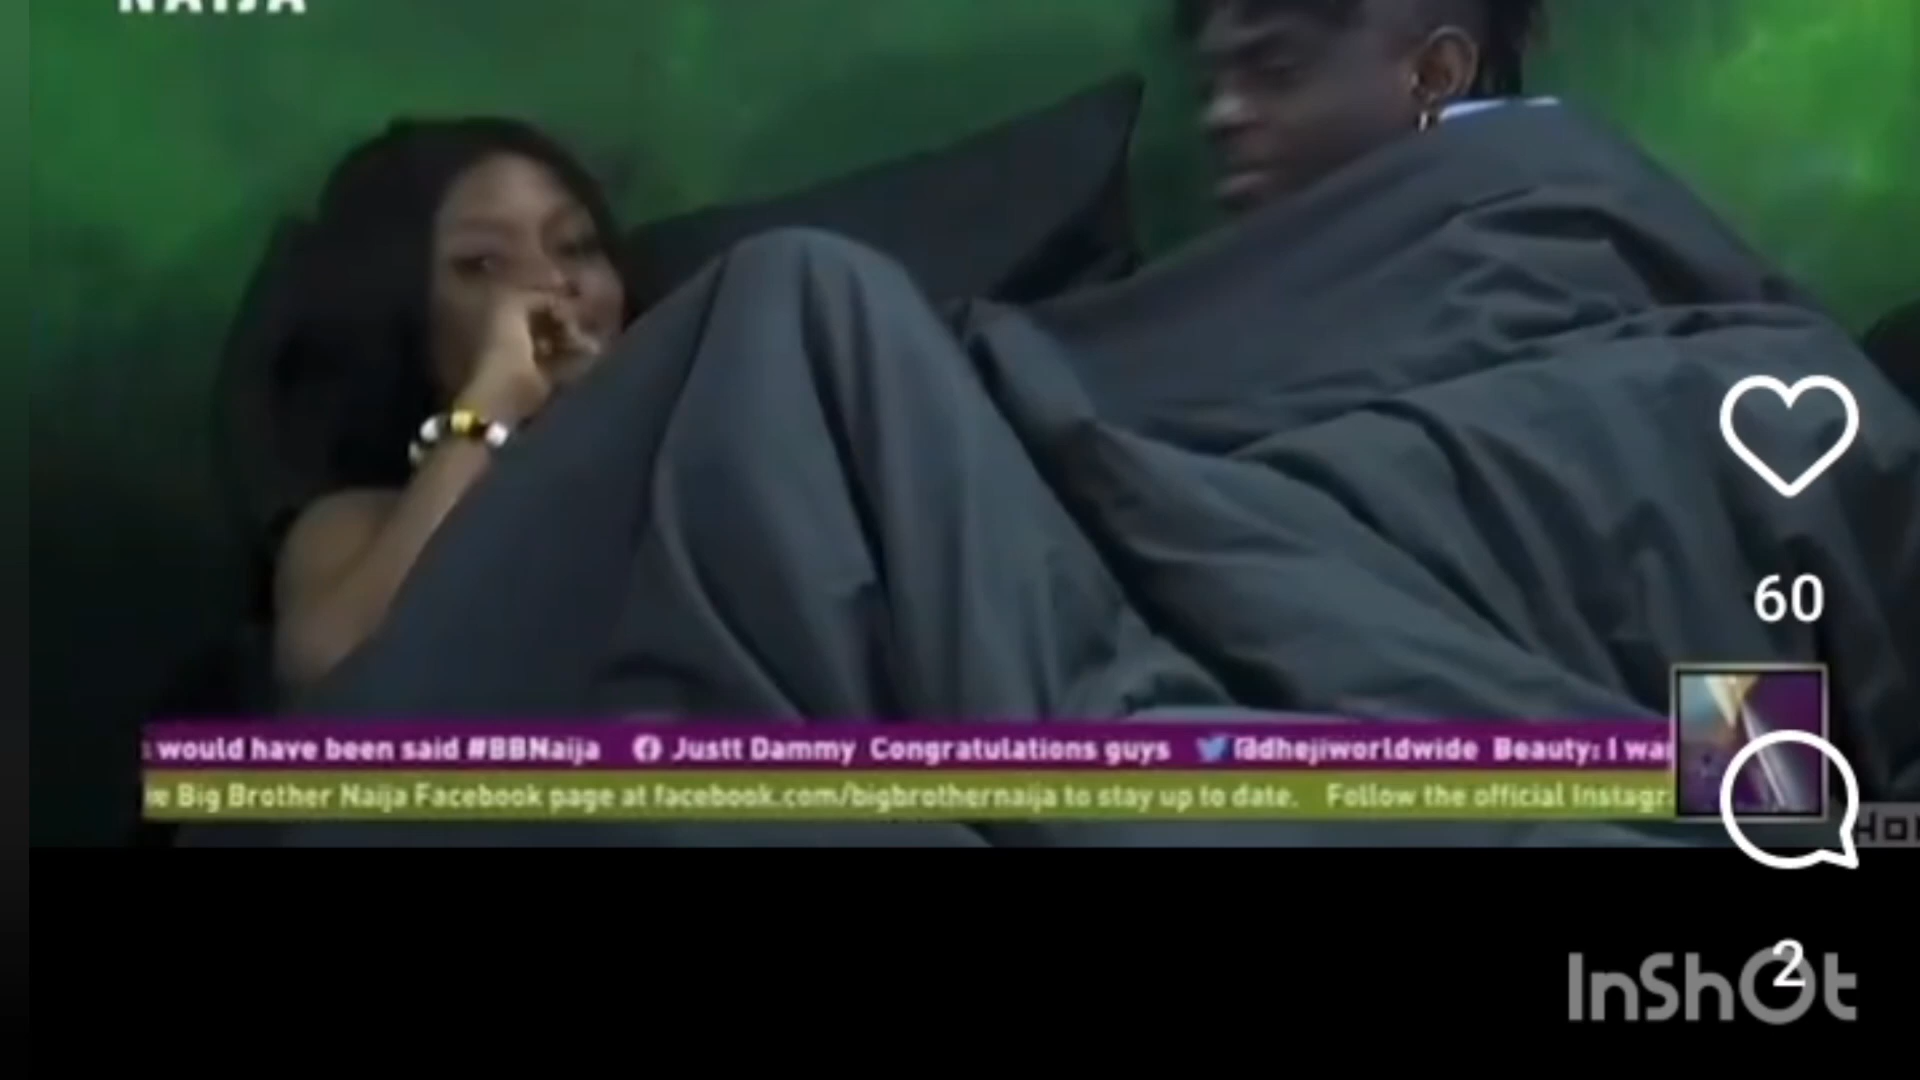 NAIJA
60
would have been said #BBNaija Justt Dammy Congratulations guys @dhejiworldwide Beauty: I
Big Brother Naija Facebook page at facebook.com/bigbrothernaija to stay up to date. Follow the official Instagr
HO
2
InShOt